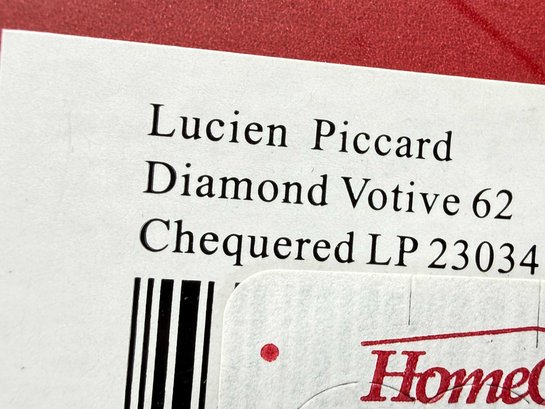 Lucien Piccard
Diamond Votive 62
Chequered LP 23034